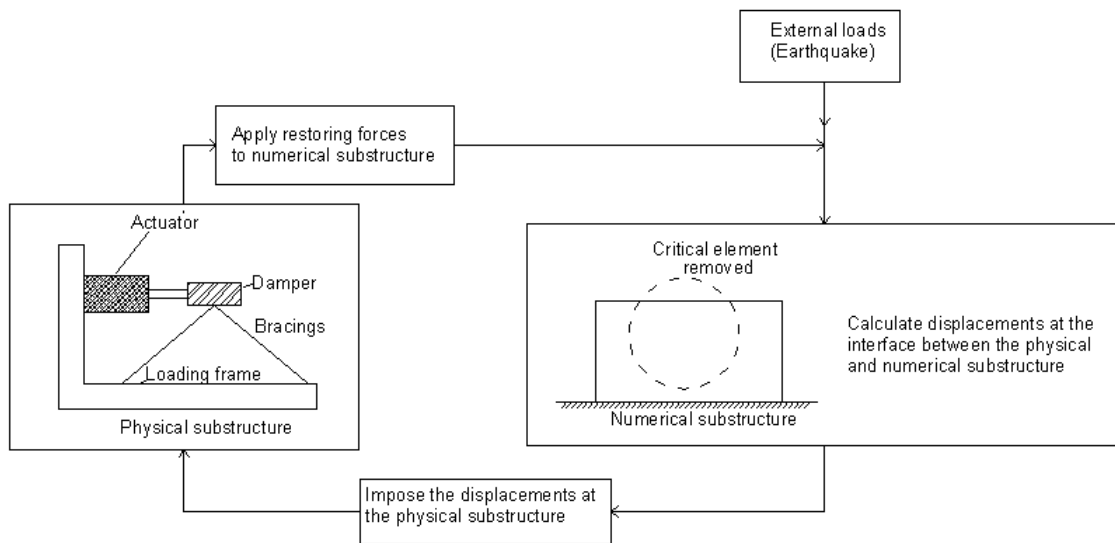 External loads
(Earthquake)
Apply restoring forces
to numerical substructure
Actuator
Damper
Bracings
Loading frame
Physical substructure
Critical element
removed
Numerical substructure
Calculate displacements at the
interface between the physical
and numerical substructure
Impose the displacements at
the physical substructure